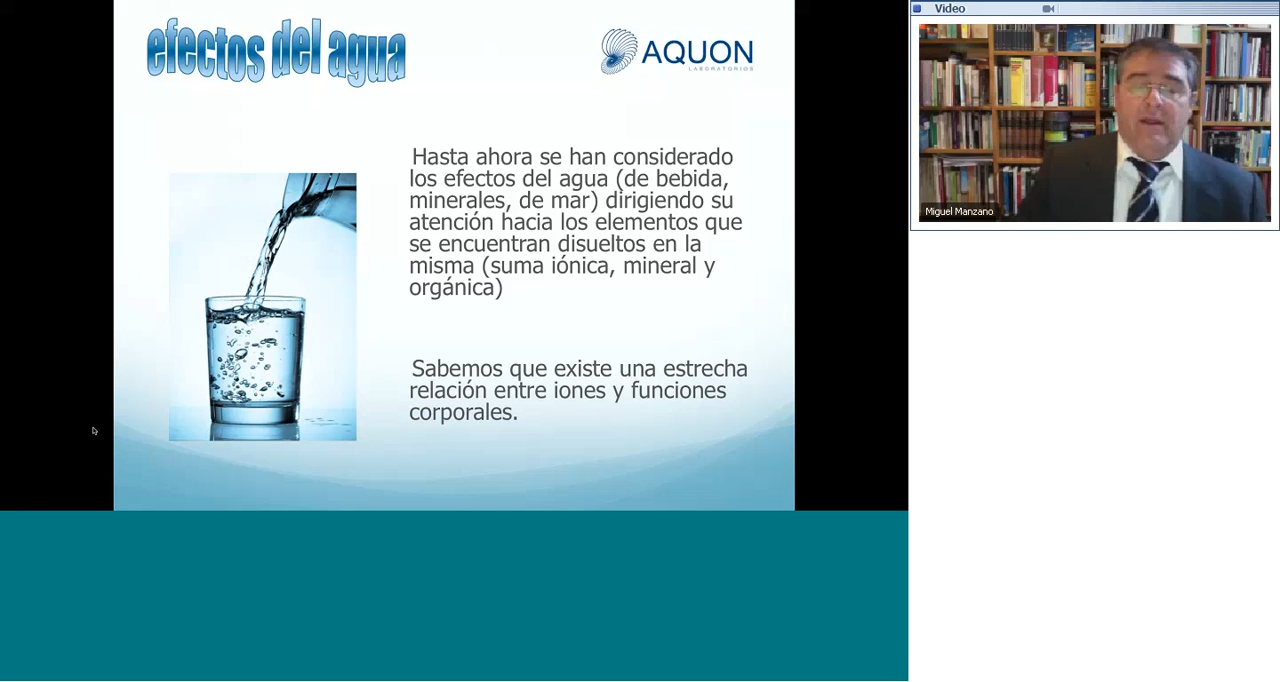 efectos del agua
AQUON
LABORATORIOS
Hasta ahora se han considerado
los efectos del agua (de bebida,
minerales, de mar) dirigiendo su
atención hacia los elementos que
se encuentran disueltos en la
misma (suma iónica, mineral y
orgánica)
Sabemos que existe una estrecha
relación entre iones y funciones
corporales.
Video
Miguel Manzano